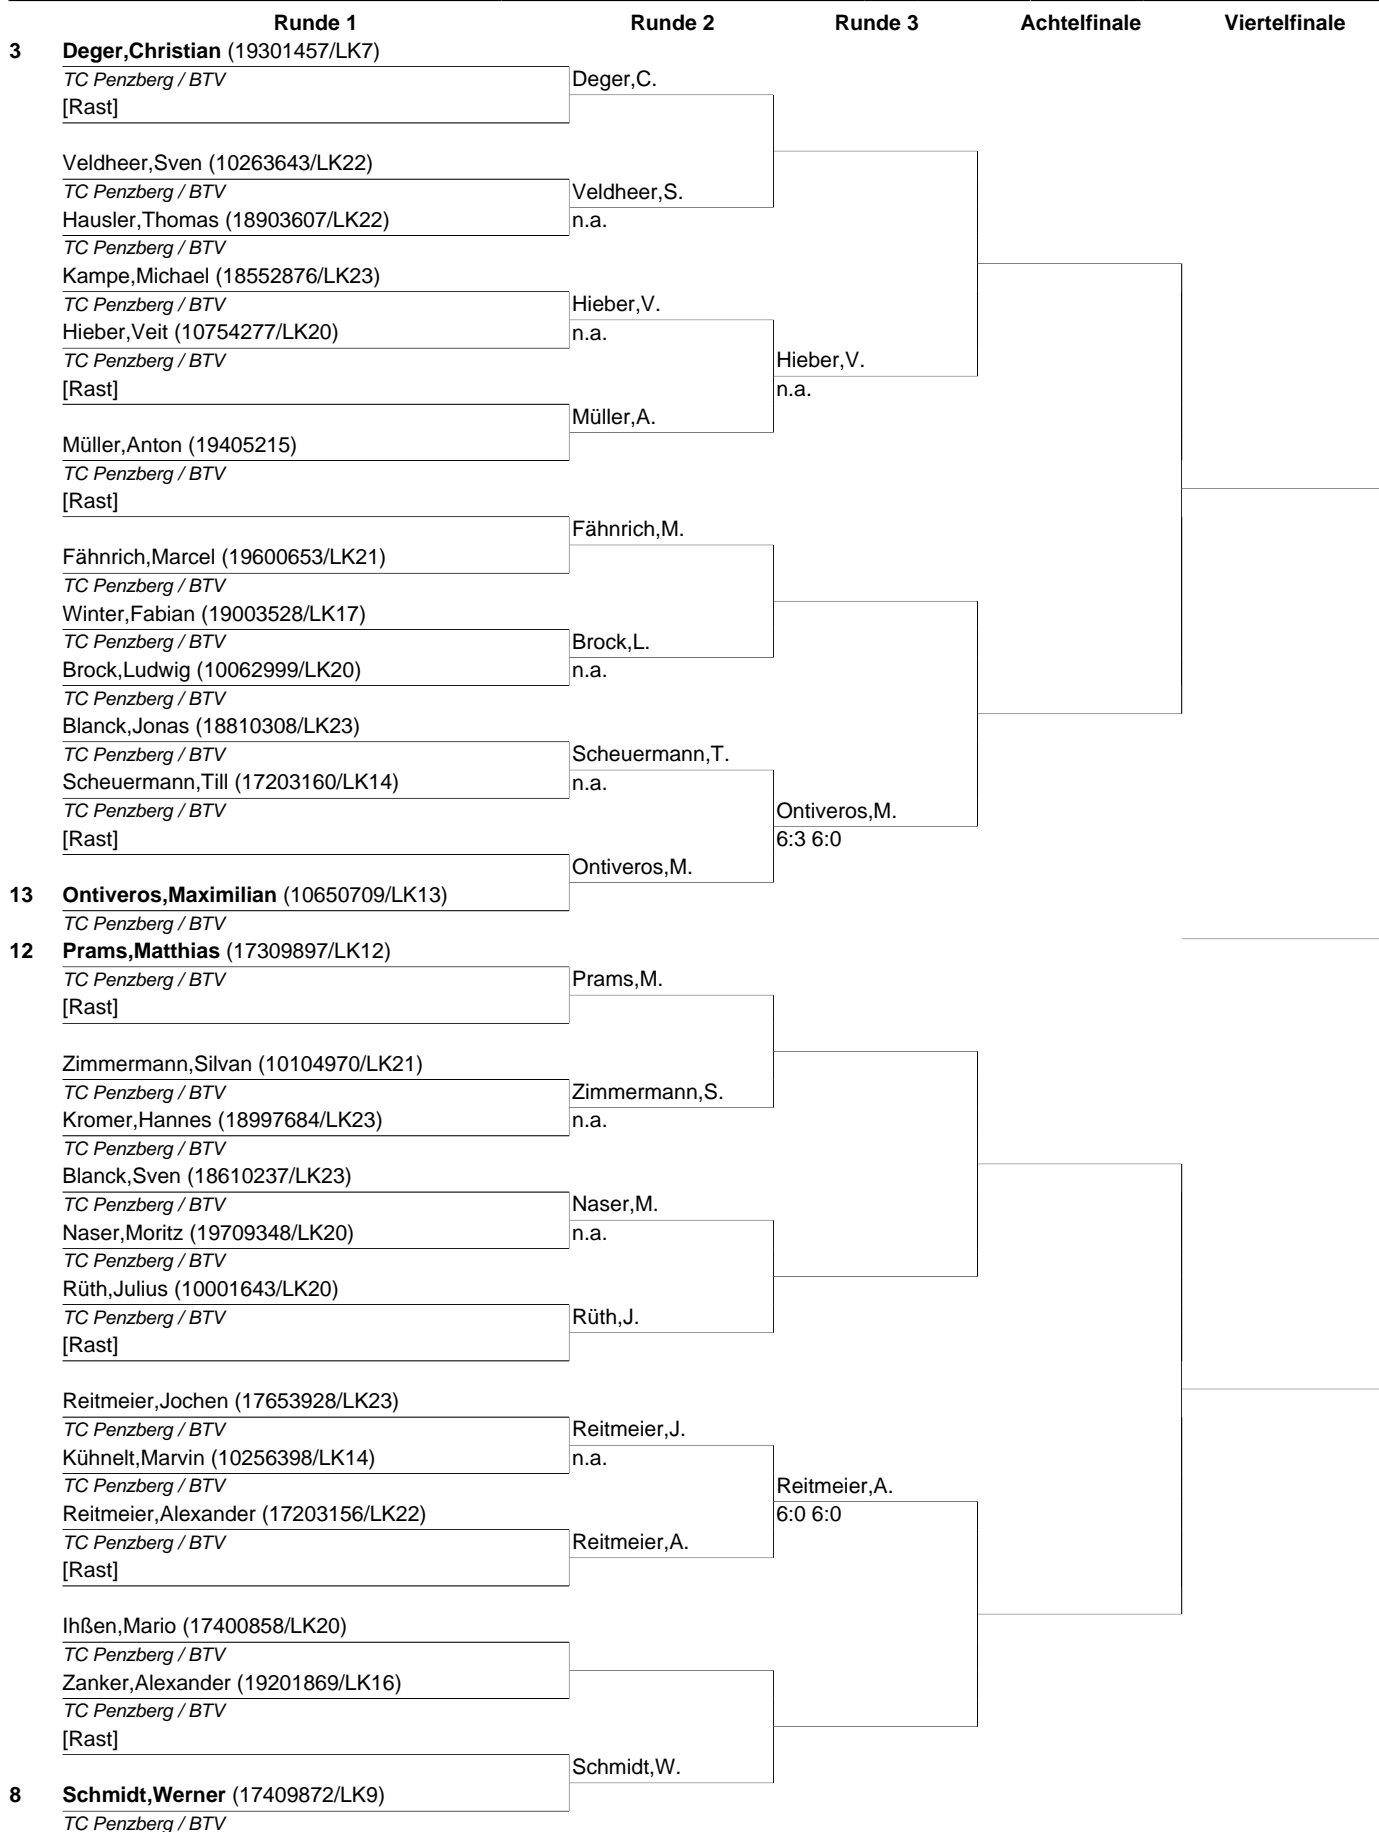 Runde 1 Runde 2 Runde 3 Achtelfinale Viertelfinale
3 Deger,Christian (19301457/LK7)
TC Penzberg / BTV Deger,C.
[Rast]
Veldheer,Sven (10263643/LK22)
TC Penzberg / BTV Veldheer,S.
Hausler,Thomas (18903607/LK22) n.a.
TC Penzberg / BTV
Kampe,Michael (18552876/LK23)
TC Penzberg / BTV Hieber,V.
Hieber,Veit (10754277/LK20) n.a.
TC Penzberg / BTV Hieber,V.
[Rast] n.a.
Müller,A.
Müller,Anton (19405215)
TC Penzberg / BTV
[Rast]
Fähnrich,M.
Fähnrich,Marcel (19600653/LK21)
TC Penzberg / BTV
Winter,Fabian (19003528/LK17)
TC Penzberg / BTV Brock,L.
Brock,Ludwig (10062999/LK20) n.a.
TC Penzberg / BTV
Blanck,Jonas (18810308/LK23)
TC Penzberg / BTV Scheuermann,T.
Scheuermann,Till (17203160/LK14) n.a.
TC Penzberg / BTV Ontiveros,M.
[Rast] 6:3 6:0
Ontiveros,M.
13 Ontiveros,Maximilian (10650709/LK13)
TC Penzberg / BTV
12 Prams,Matthias (17309897/LK12)
TC Penzberg / BTV Prams,M.
[Rast]
Zimmermann,Silvan (10104970/LK21)
TC Penzberg / BTV Zimmermann,S.
Kromer,Hannes (18997684/LK23) n.a.
TC Penzberg / BTV
Blanck,Sven (18610237/LK23)
TC Penzberg / BTV Naser,M.
Naser,Moritz (19709348/LK20) n.a.
TC Penzberg / BTV
Rüth,Julius (10001643/LK20)
TC Penzberg / BTV Rüth,J.
[Rast]
Reitmeier,Jochen (17653928/LK23)
TC Penzberg / BTV Reitmeier,J.
Kühnelt,Marvin (10256398/LK14) n.a.
TC Penzberg / BTV Reitmeier,A.
Reitmeier,Alexander (17203156/LK22) 6:0 6:0
TC Penzberg / BTV Reitmeier,A.
[Rast]
Ihßen,Mario (17400858/LK20)
TC Penzberg / BTV
Zanker,Alexander (19201869/LK16)
TC Penzberg / BTV
[Rast]
Schmidt,W.
8 Schmidt,Werner (17409872/LK9)
TC Penzberg / BTV